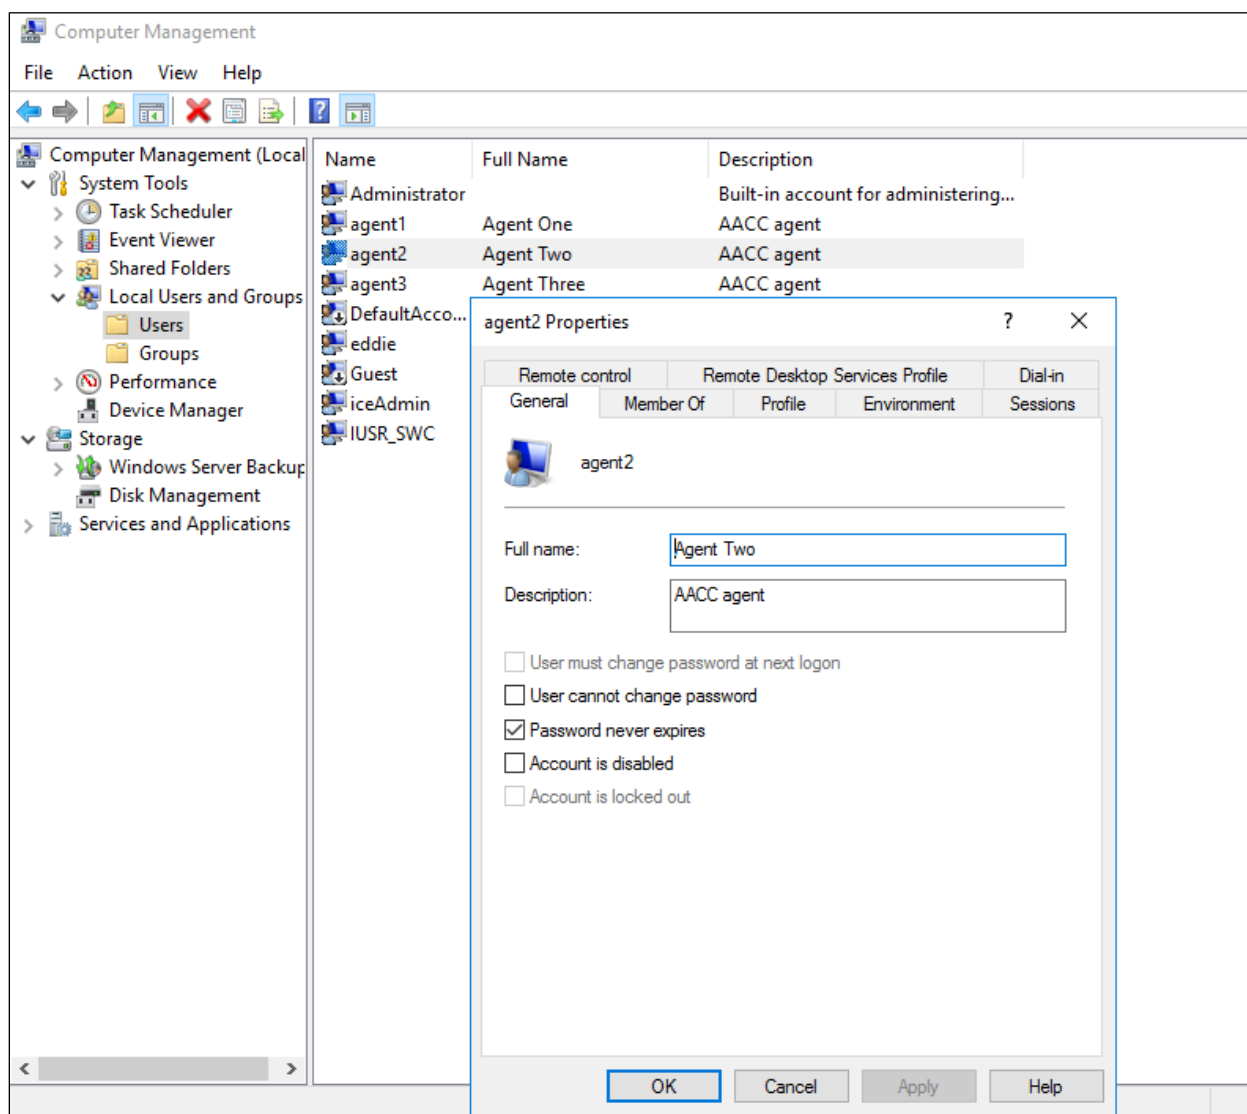 Computer Management
File Action View Help
Computer Management (Local
System Tools
Task Scheduler
Event Viewer
Shared Folders
Local Users and Groups
Users
Groups
Performance
Device Manager
Storage
Windows Server Backup
Disk Management
Services and Applications
Name Full Name Description
Administrator Built-in account for administering...
agent1 Agent One AACC agent
agent2 Agent Two AACC agent
agent3 Agent Three AACC agent
DefaultAcco...
eddie
Guest
iceAdmin
IUSR_SWC
agent2 Properties
Remote control Remote Desktop Services Profile Dial-in
General Member Of Profile Environment Sessions
agent2
Full name: Agent Two
Description: AACC agent
User must change password at next logon
User cannot change password
Password never expires
Account is disabled
Account is locked out
OK Cancel Apply Help